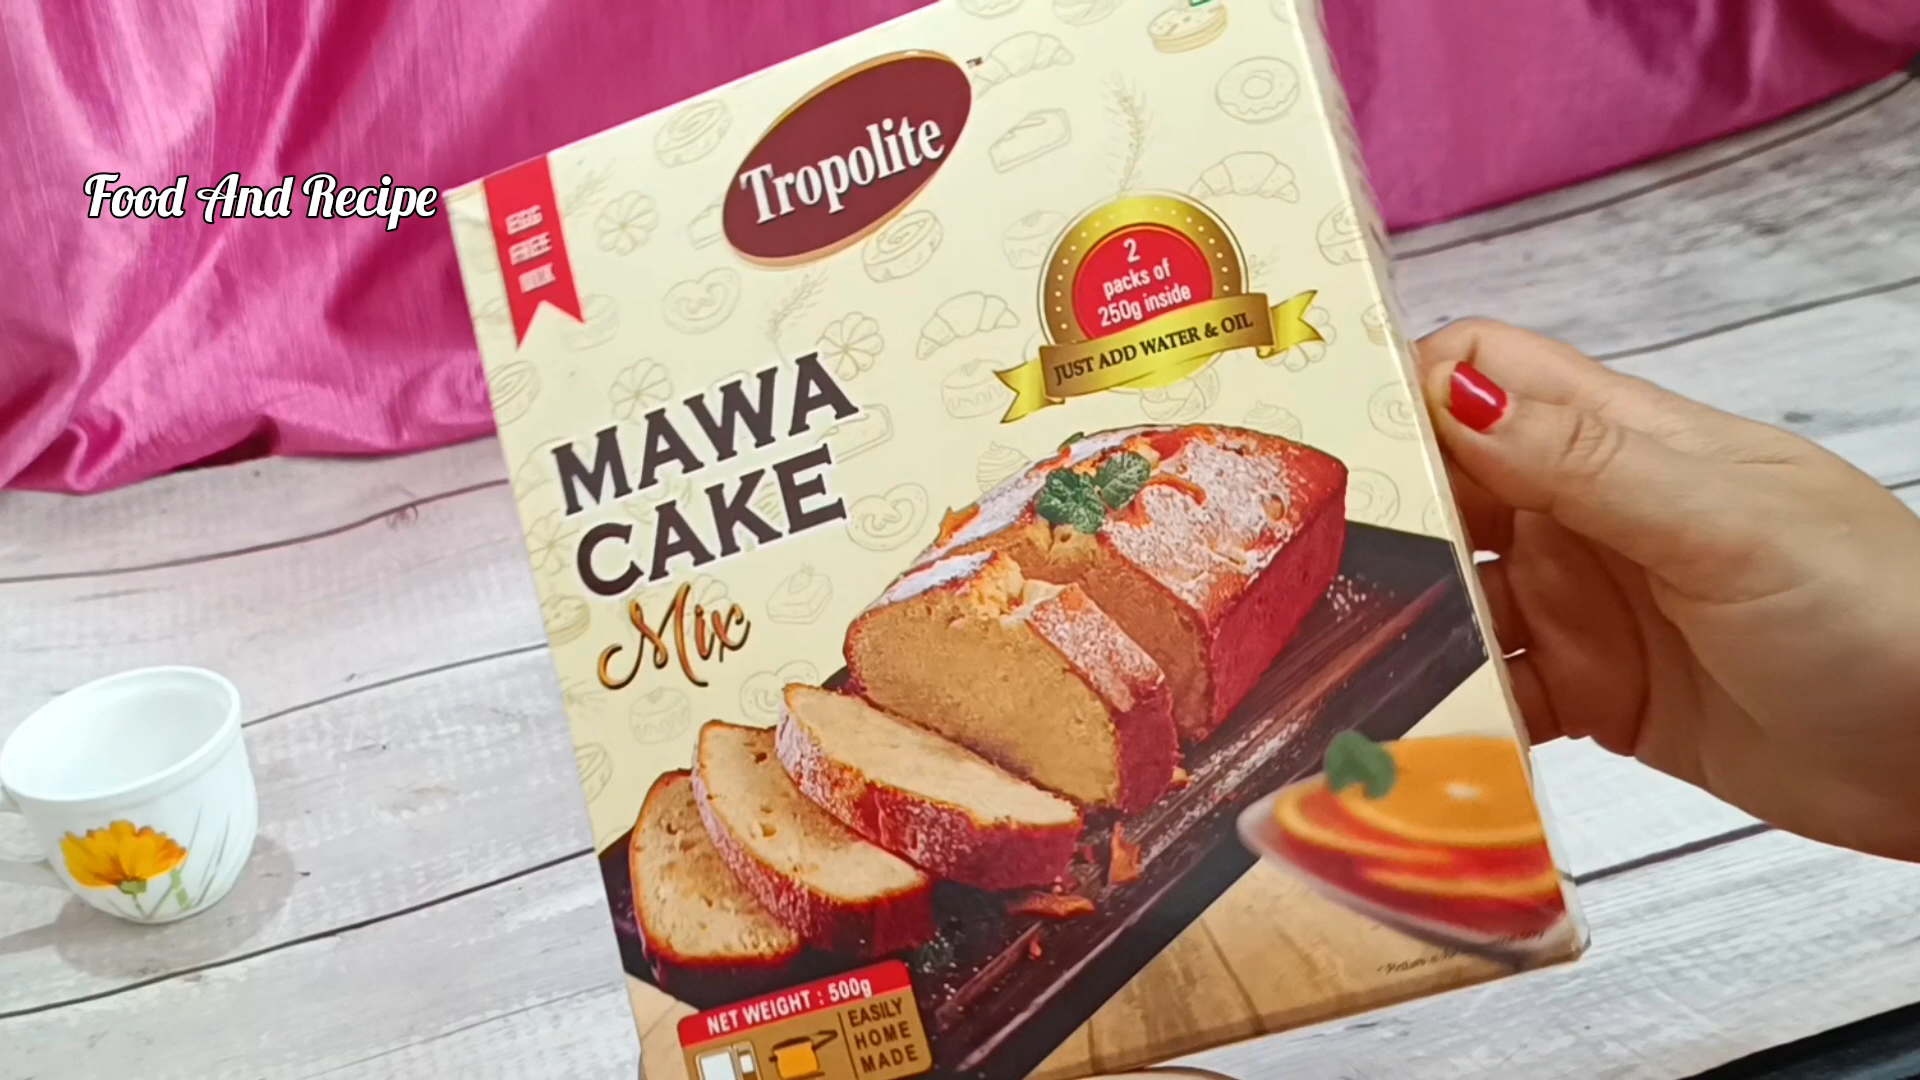 Food And Recipe
Tropolite
TM
EGG
FREE
MIX
2
packs of
250g inside
JUST ADD WATER & OIL
MAWA
CAKE
Mix
NET WEIGHT : 500g
EASILY
HOME
MADE